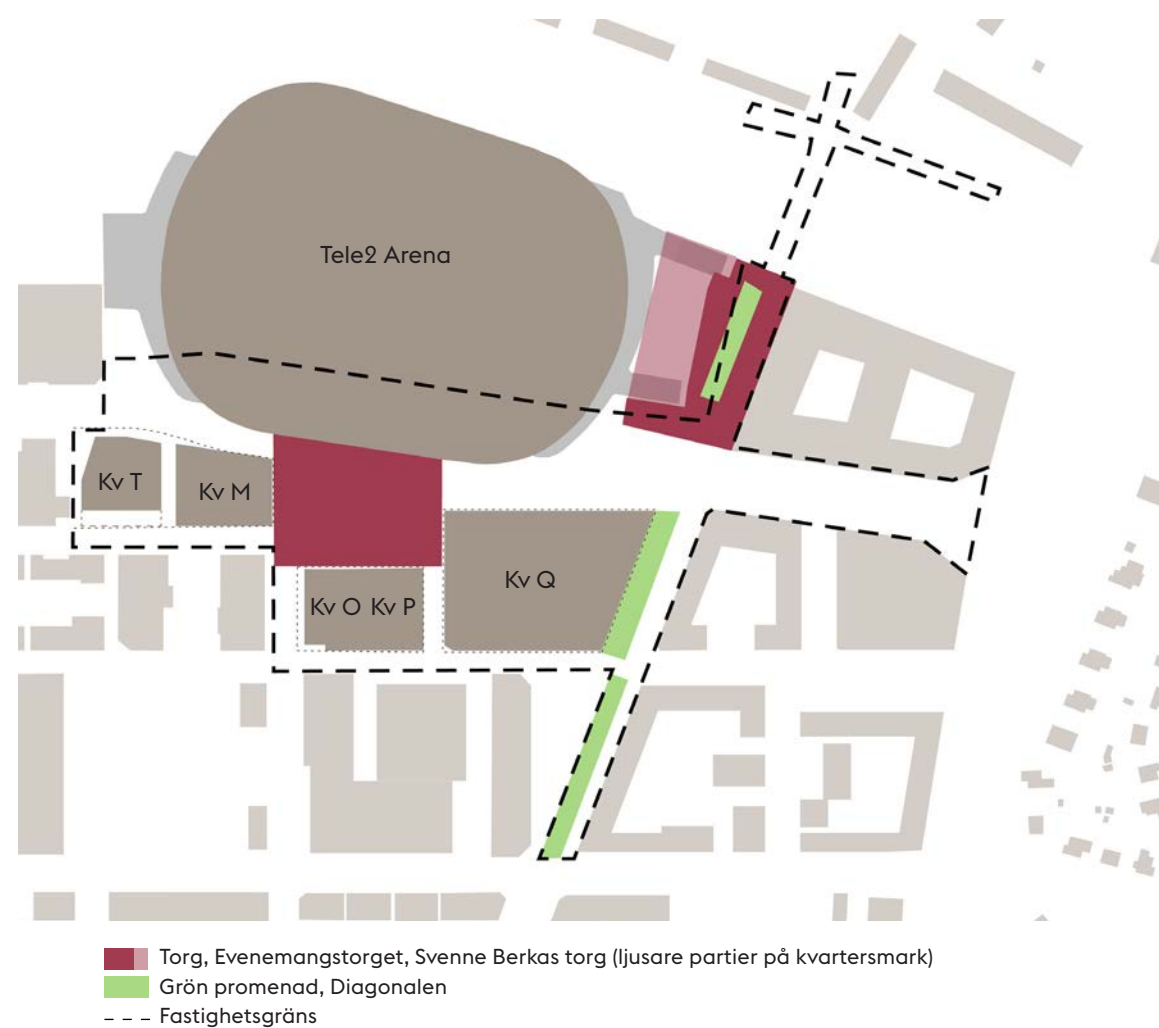 Tele2 Arena
Kv T
Kv M
Kv Q
Kv O Kv P
Torg, Evenemangstorget, Svenne Berkas torg (ljusare partier på kvartersmark)
Grön promenad, Diagonalen
Fastighetsgräns